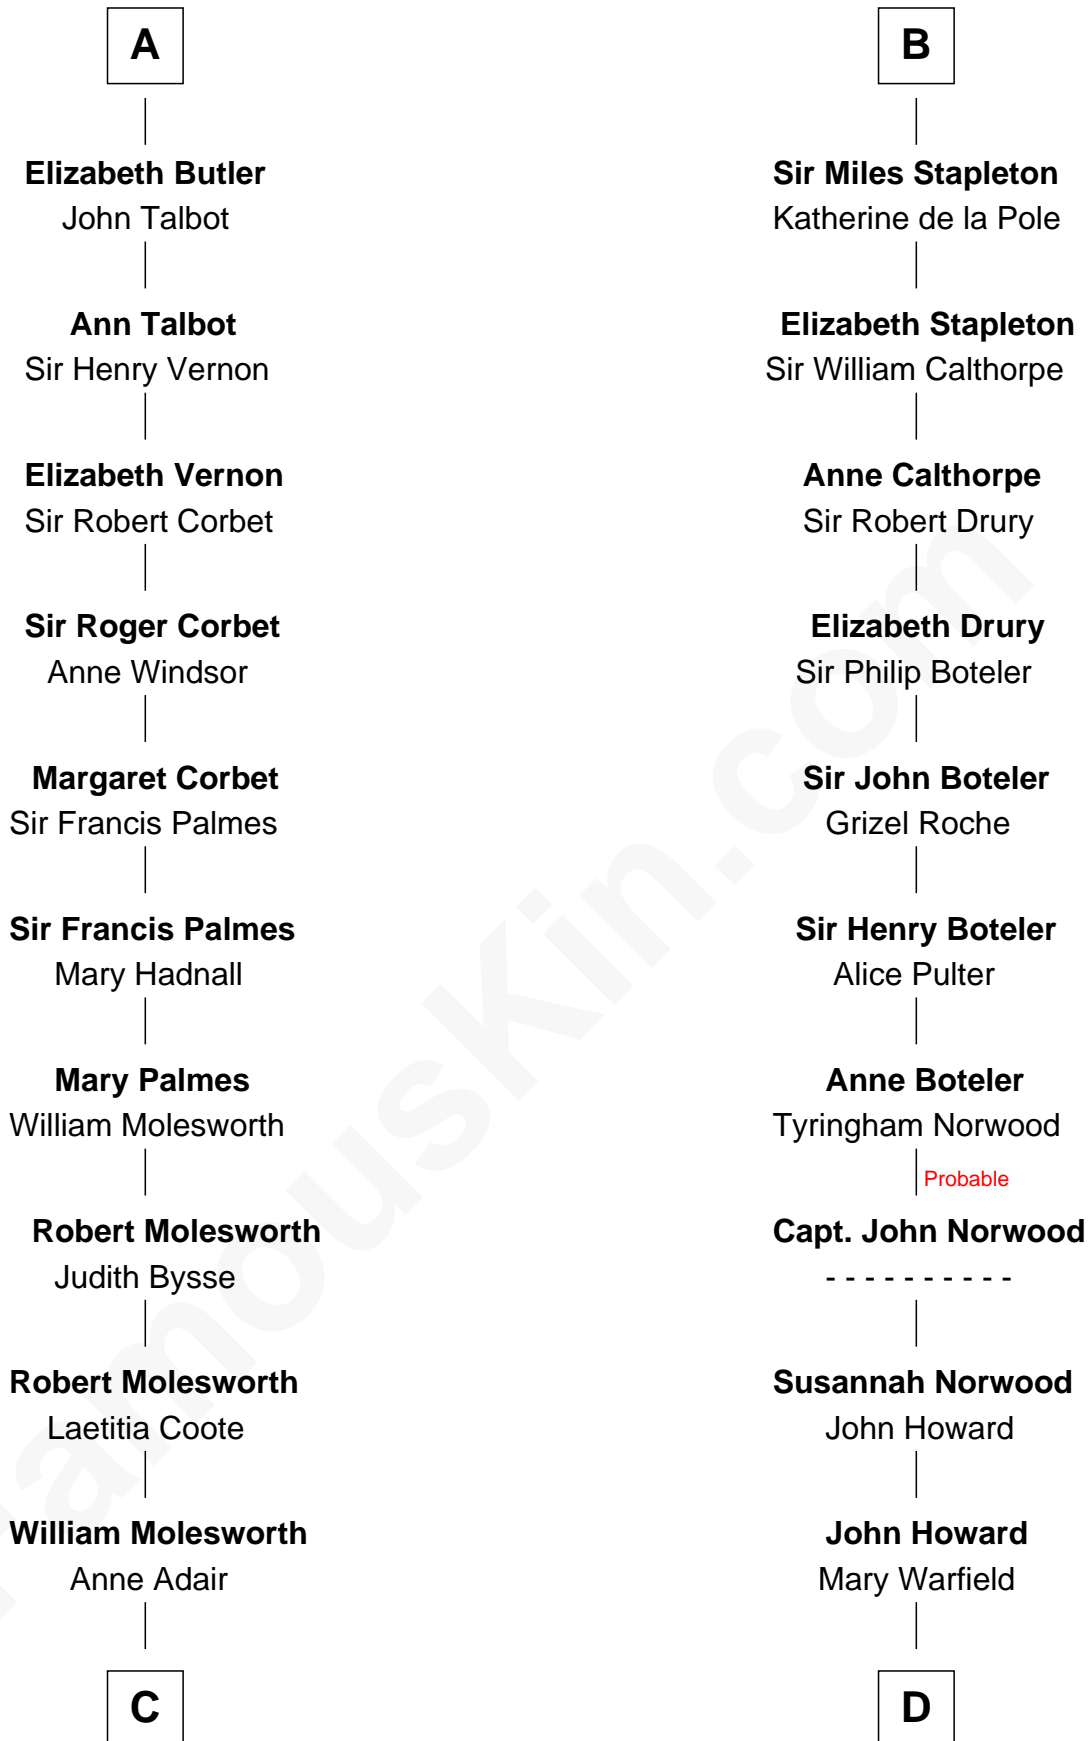 A
Elizabeth Butler
John Talbot
Ann Talbot
Sir Henry Vernon
Elizabeth Vernon
Sir Robert Corbet
Sir Roger Corbet
Anne Windsor
Margaret Corbet
Sir Francis Palmes
Sir Francis Palmes
Mary Hadnall
Mary Palmes
William Molesworth
Robert Molesworth
Judith Bysse
Robert Molesworth
Laetitia Coote
William Molesworth
Anne Adair
C
B
Sir Miles Stapleton
Katherine de la Pole
Elizabeth Stapleton
Sir William Calthorpe
Anne Calthorpe
Sir Robert Drury
Elizabeth Drury
Sir Philip Boteler
Sir John Boteler
Grizel Roche
Sir Henry Boteler
Alice Pulter
Anne Boteler
Tyringham Norwood
Probable
Capt. John Norwood
- - - - - - - - - -
Susannah Norwood
John Howard
John Howard
Mary Warfield
D
FamousKin.com